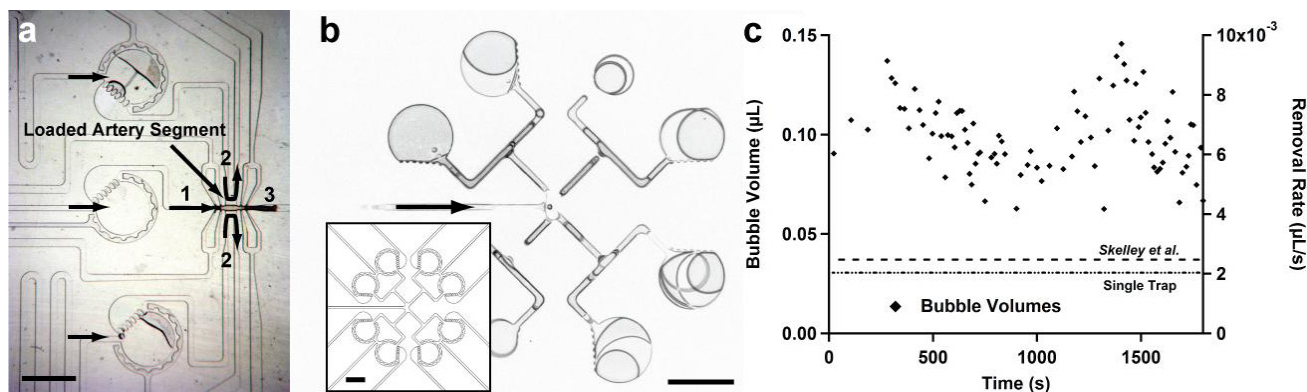 a
Loaded Artery Segment
2
1
3
2
b
c
Bubble Volume (µL)
0.15
0.10
0.05
0.00
Skelley et al.
Single Trap
Bubble Volumes
0
500
1000
1500
Time (s)
10x10-3
8
6
4
2
0
Removal Rate (µL/s)